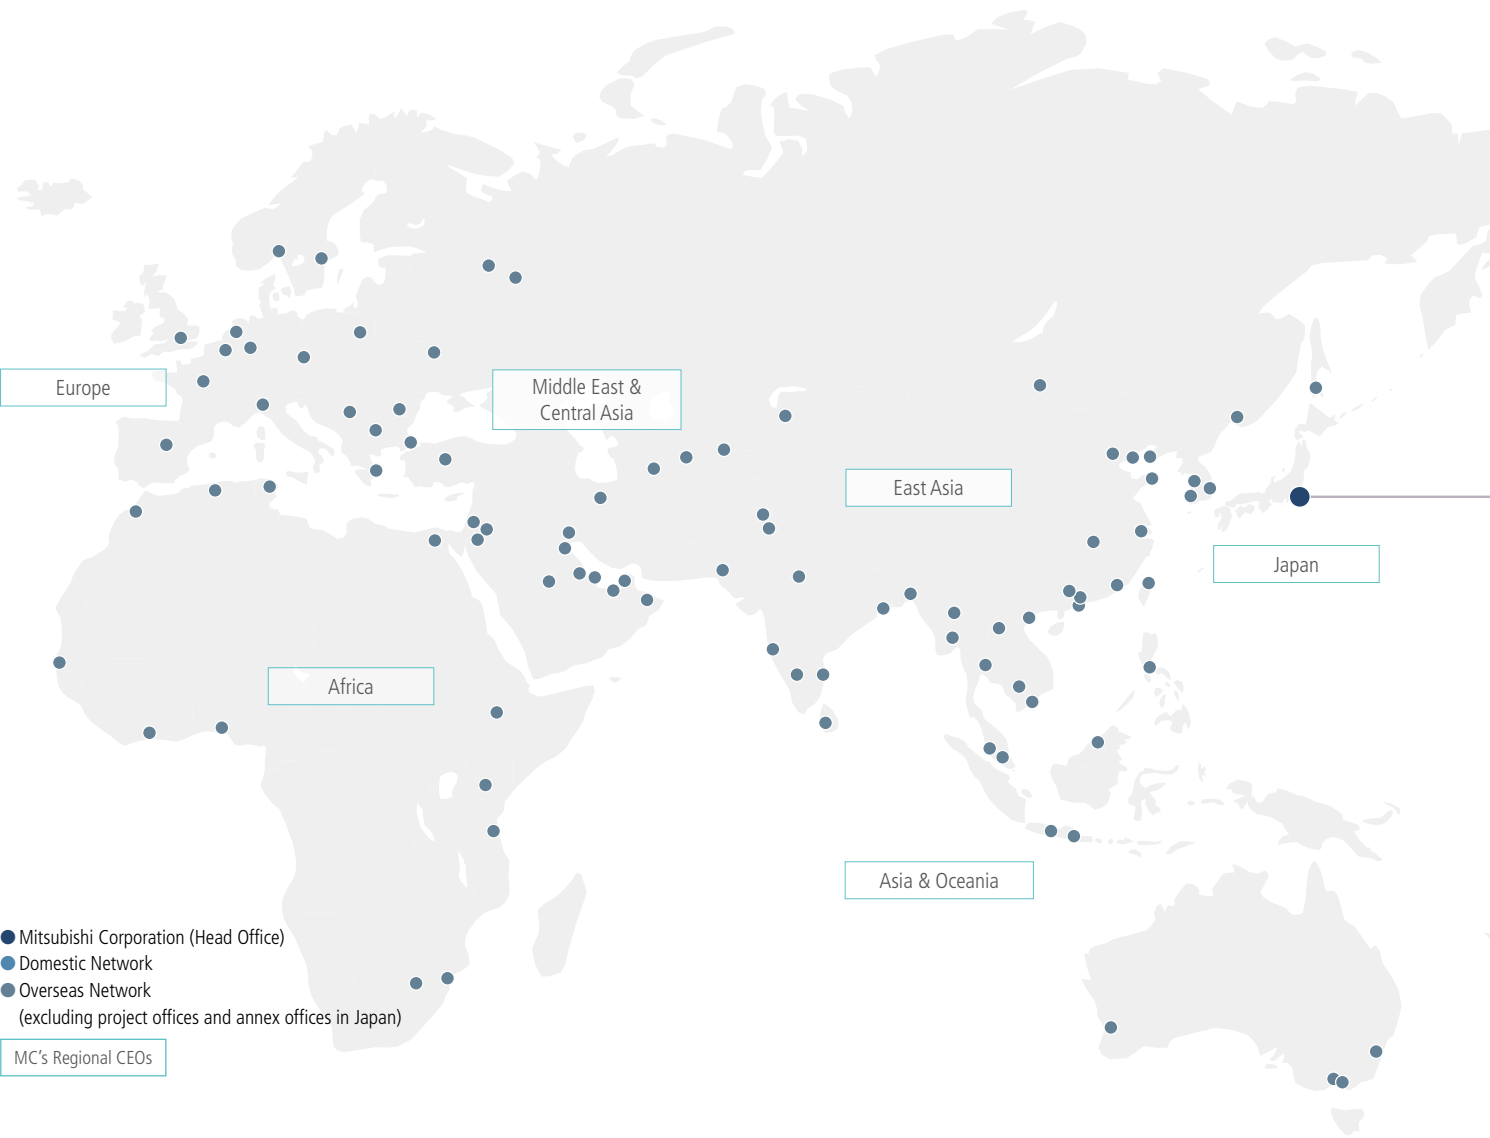 Europe
Middle East &
Central Asia
East Asia
Japan
Africa
Asia & Oceania
Mitsubishi Corporation (Head Office)
Domestic Network
Overseas Network
(excluding project offices and annex offices in Japan)
MC’s Regional CEOs